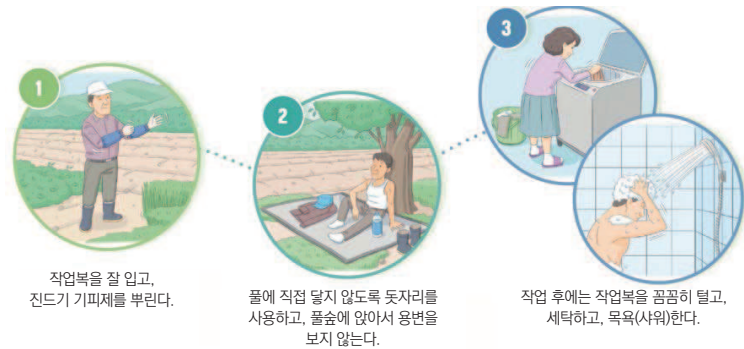 1
작업복을 잘 입고,
진드기 기피제를 뿌린다.
2
풀에 직접 닿지 않도록 돗자리를
사용하고, 풀숲에 앉아서 용변을
보지 않는다.
3
작업 후에는 작업복을 꼼꼼히 털고,
세탁하고, 목욕(샤워)한다.